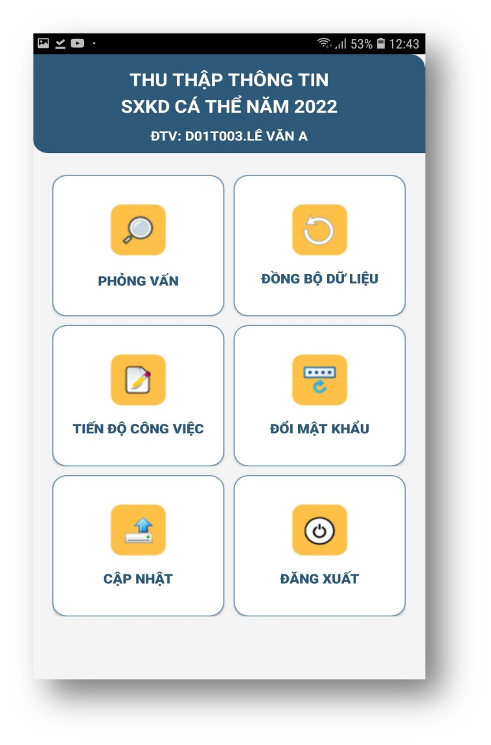 53% 12:43
THU THẬP THÔNG TIN
SXKD CÁ THỂ NĂM 2022
ĐTV: D01T003.LÊ VĂN A
PHỎNG VẤN
ĐỒNG BỘ DỮ LIỆU
TIẾN ĐỘ CÔNG VIỆC
ĐỔI MẬT KHẨU
CẬP NHẬT
ĐĂNG XUẤT